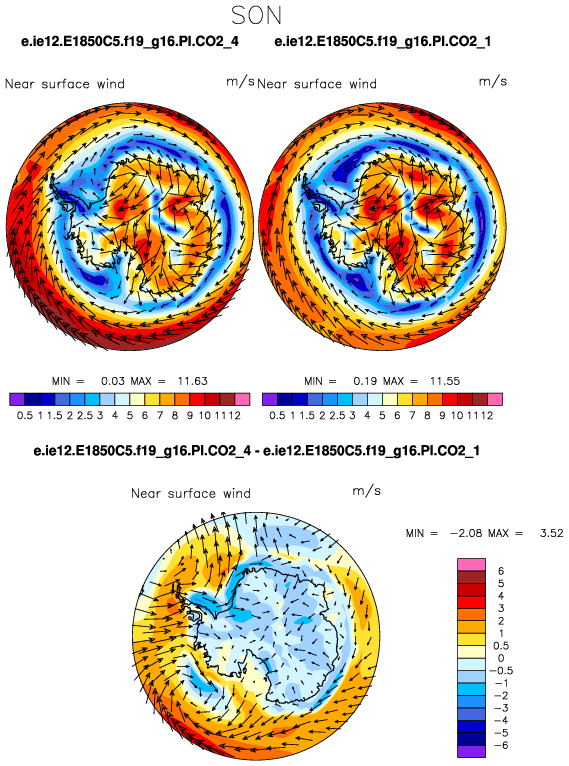 SON
e.ie12.E1850C5.f19_g16.PI.CO2_4 e.ie12.E1850C5.f19_g16.PI.CO2_1
Near surface wind m/s Near surface wind m/s
MIN = 0.03 MAX = 11.63 MIN = 0.19 MAX = 11.55
0.5 1 1.5 2 2.5 3 4 5 6 7 8 9 10 11 12 0.5 1 1.5 2 2.5 3 4 5 6 7 8 9 10 11 12
e.ie12.E1850C5.f19_g16.PI.CO2_4 - e.ie12.E1850C5.f19_g16.PI.CO2_1
Near surface wind m/s
MIN = -2.08 MAX = 3.52
6
5
4
3
2
1
0.5
0
-0.5
-1
-2
-3
-4
-5
-6